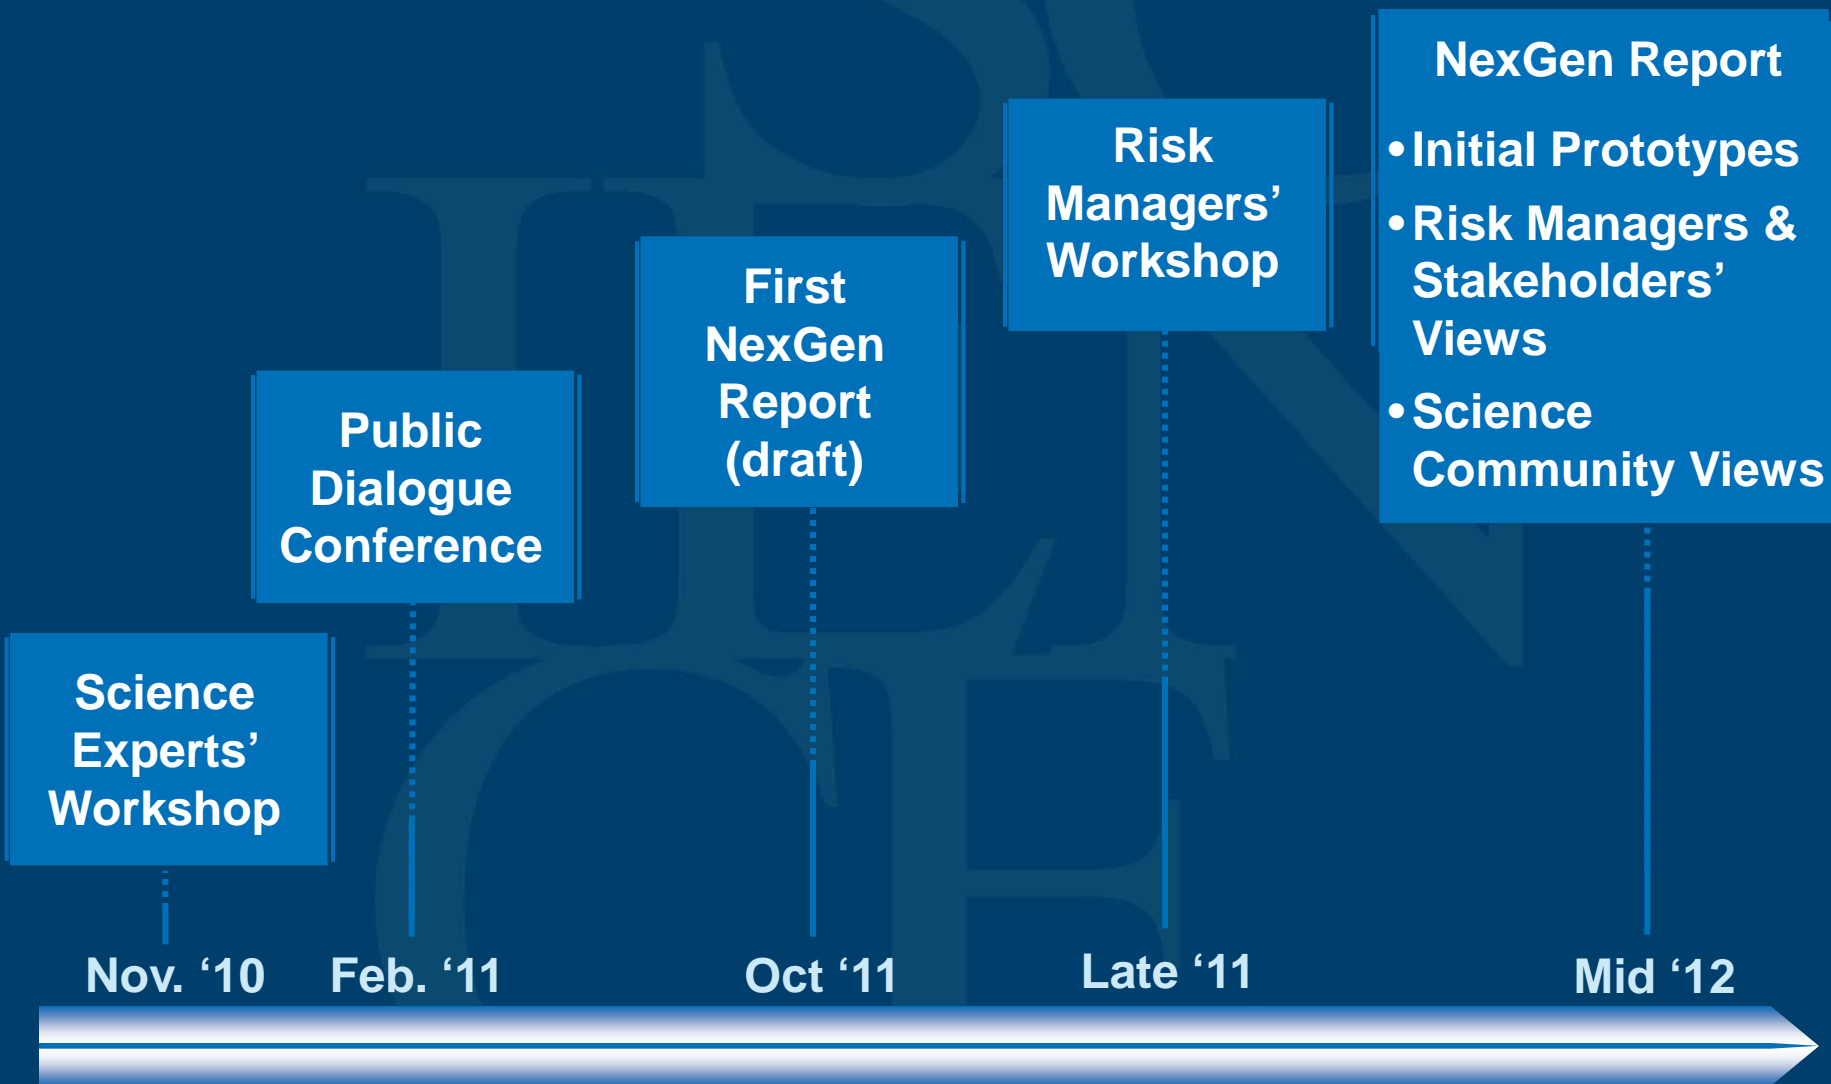 Science
Experts’
Workshop
Nov. ‘10
Public
Dialogue
Conference
Feb. ‘11
First
NexGen
Report
(draft)
Oct ‘11
Risk
Managers’
Workshop
Late ‘11
NexGen Report
•Initial Prototypes
•Risk Managers &
Stakeholders’
Views
•Science
Community Views
Mid ‘12